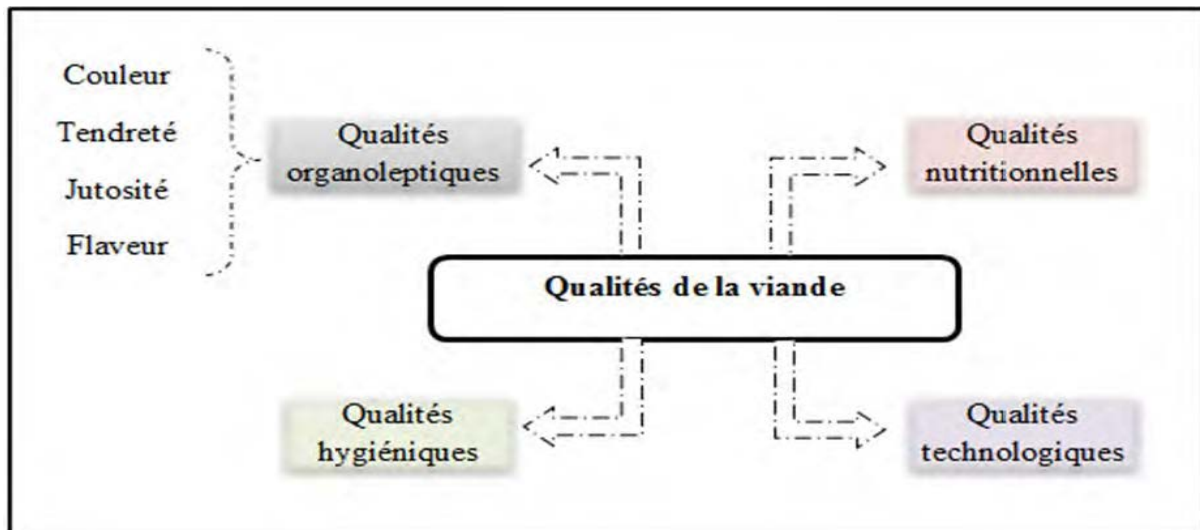 Couleur
Tendreté
Jutosité
Flaveur
Qualités
organoleptiques
Qualités
nutritionnelles
Qualités de la viande
Qualités
hygiéniques
Qualités
technologiques